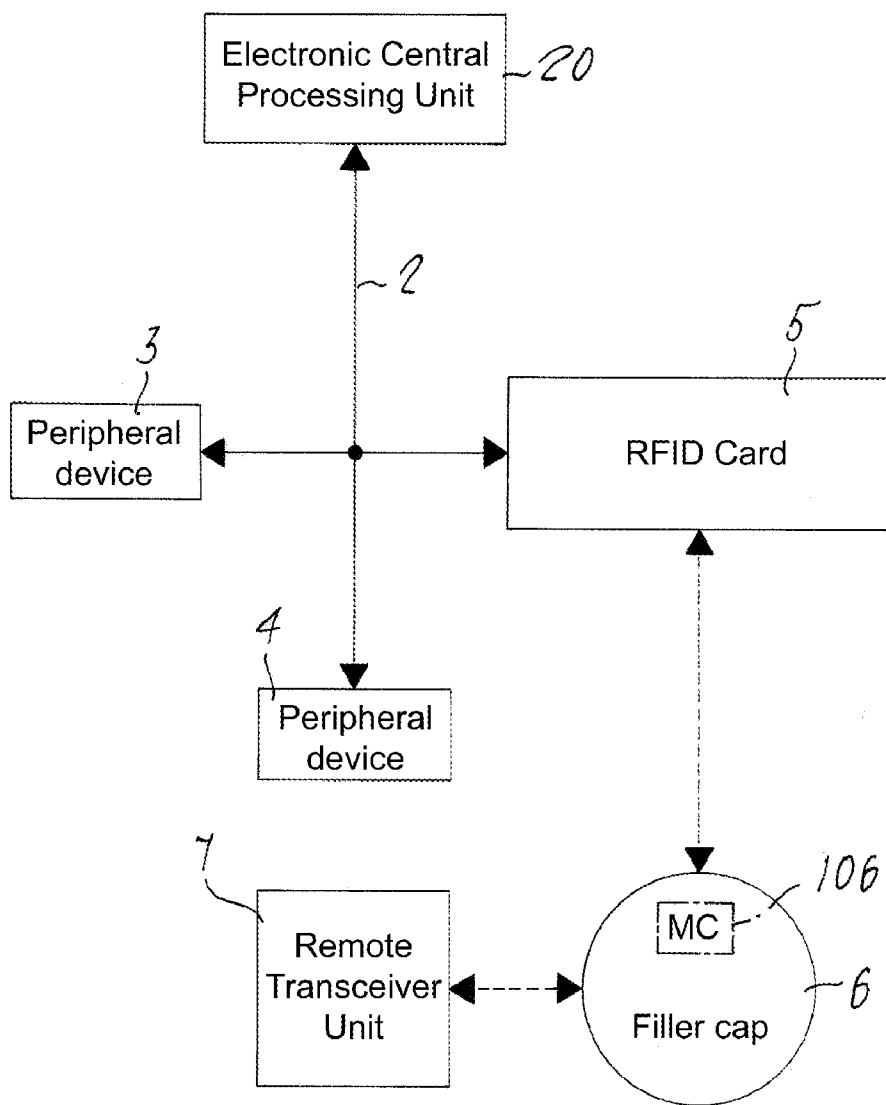 Electronic Central
Processing Unit
20
2
3
Peripheral
device
5
RFID Card
4
Peripheral
device
7
Remote
Transceiver
Unit
MC
106
6
Filler cap